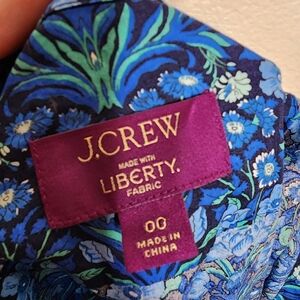 J.CREW
MADE WITH
LIBERTY.
FABRIC
00
MADE IN
CHINA